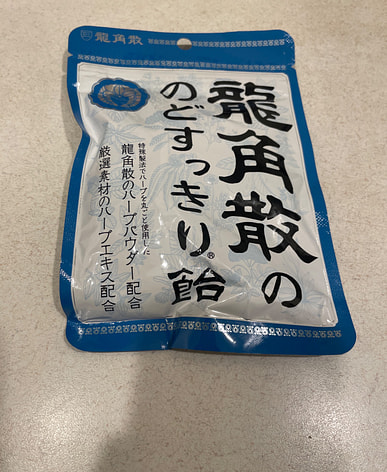 龍角散
龍角散の
のどすっきり®飴
特殊製法でハーブを丸ごと使用した
龍角散のハーブパウダー配合
厳選素材のハーブエキス配合